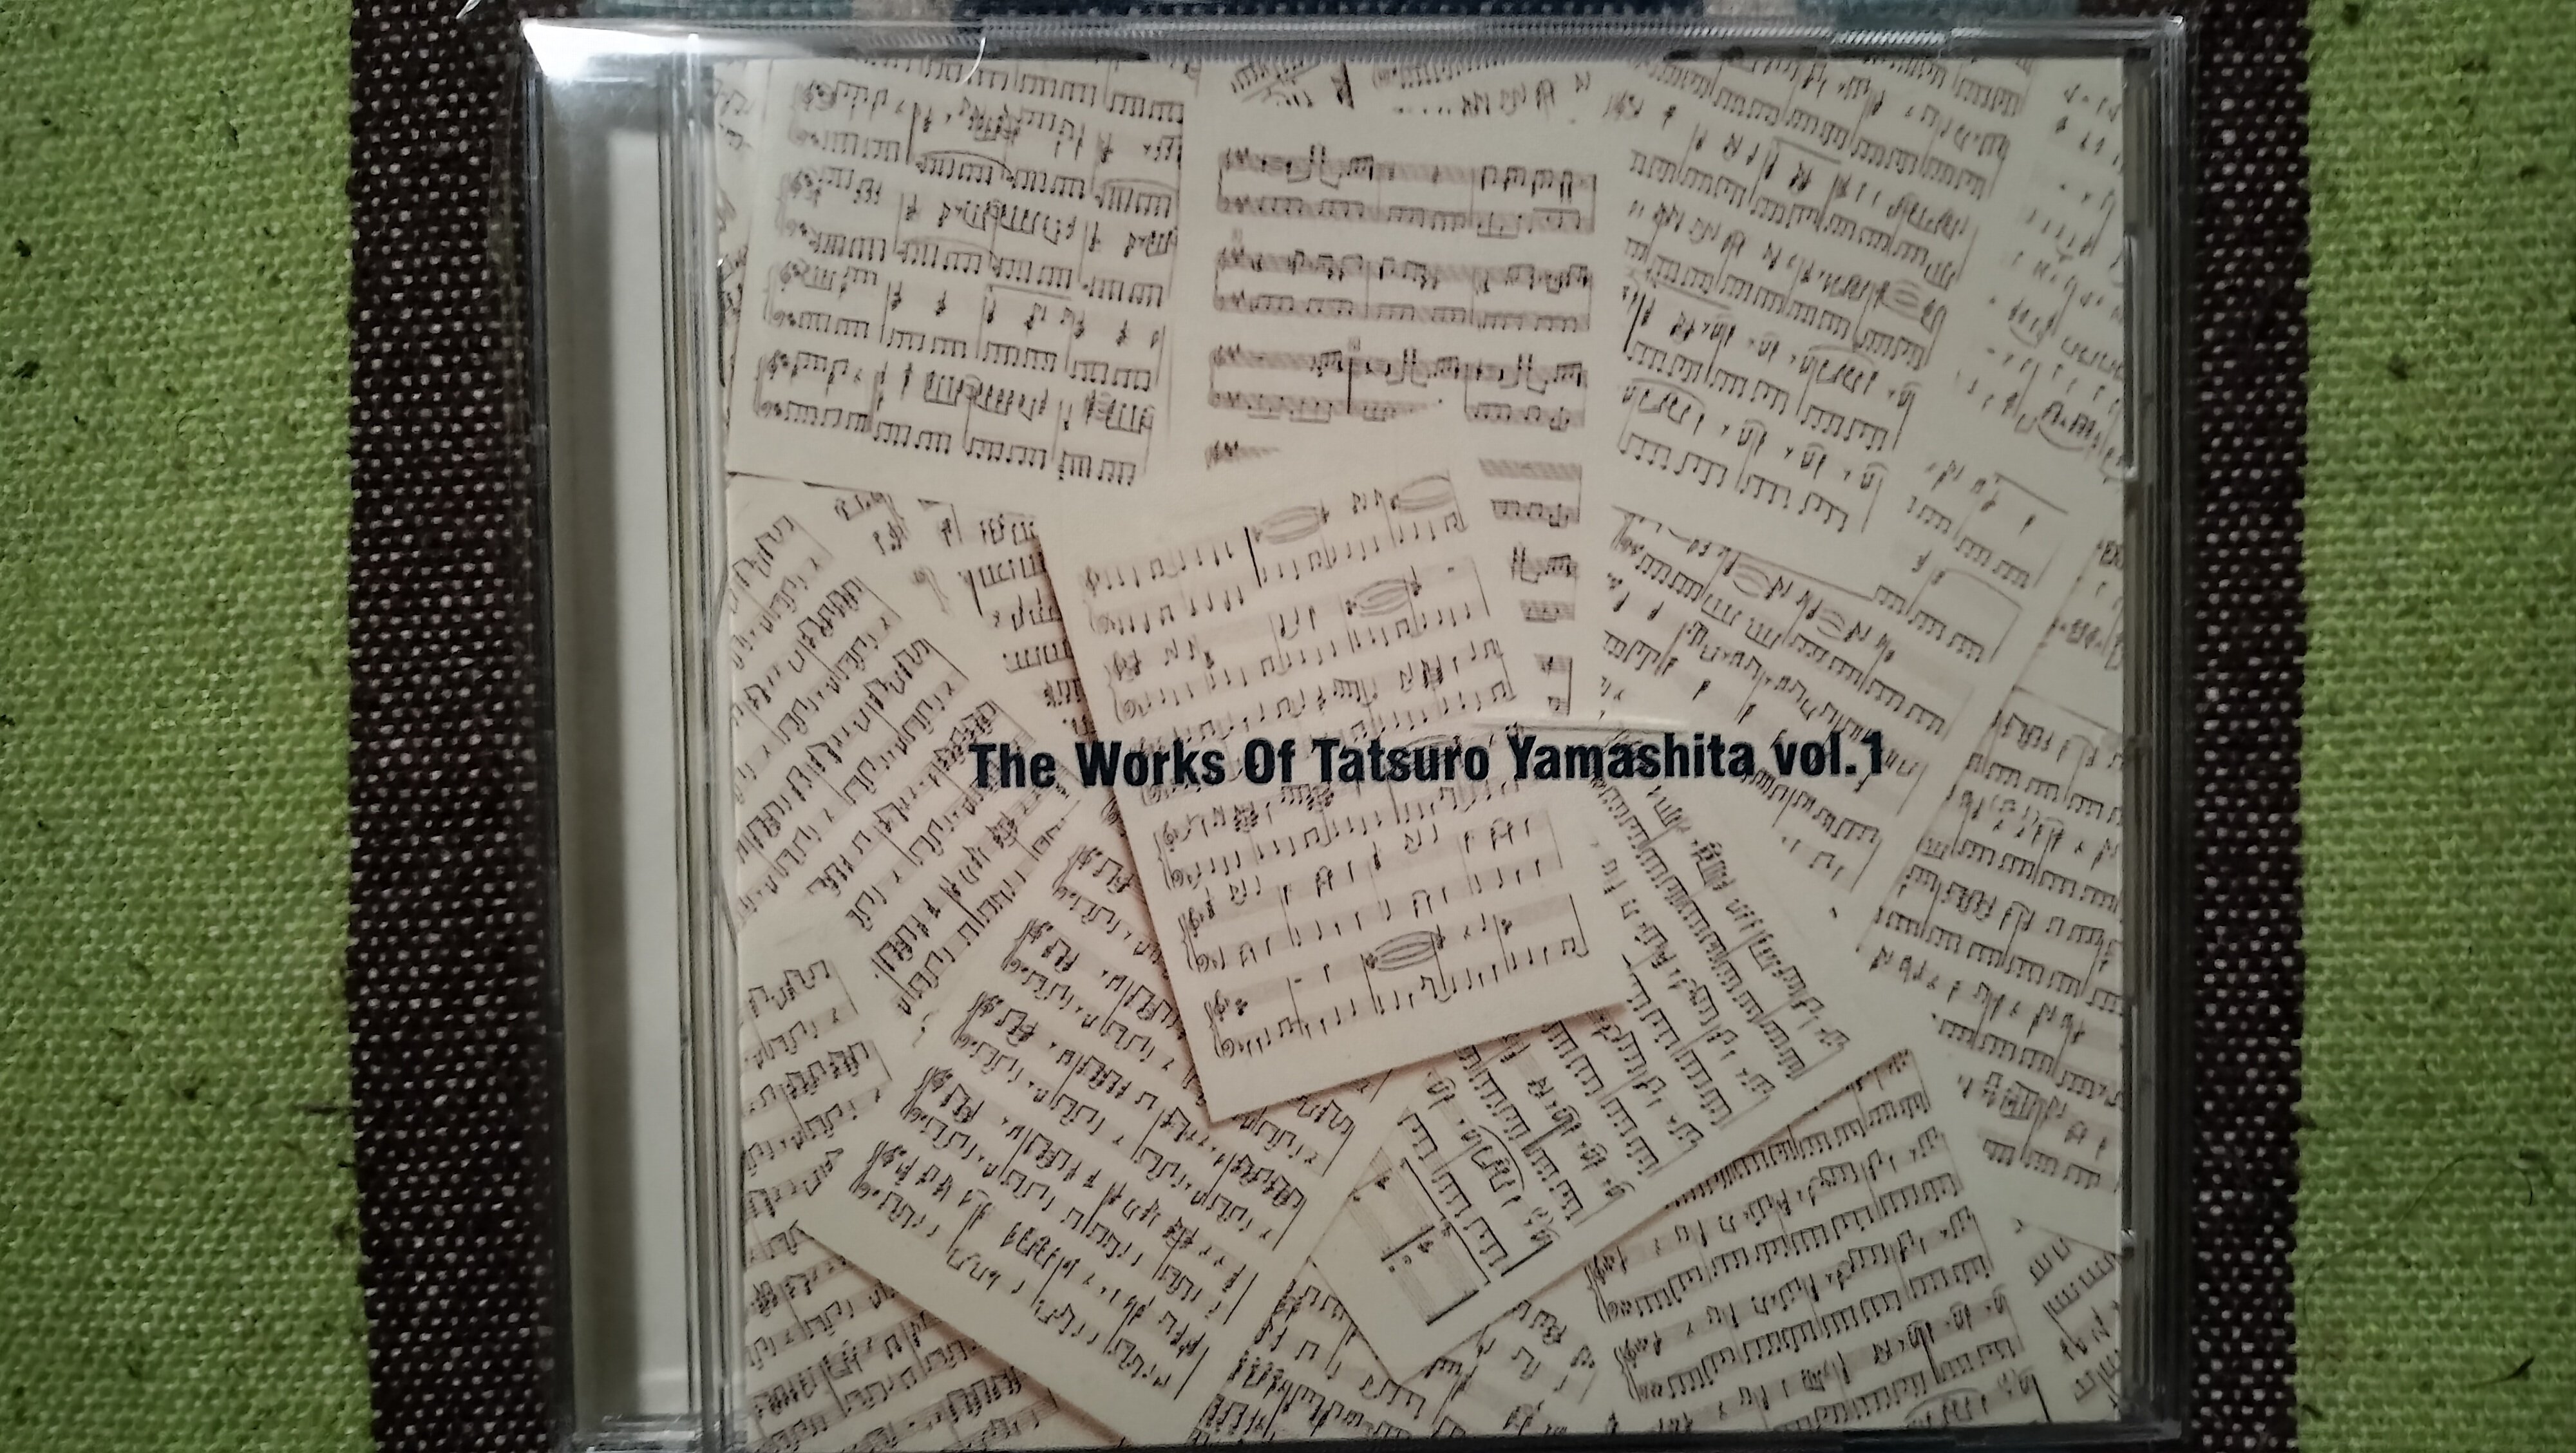 The Works Of Tatsuro Yamashita vol.1